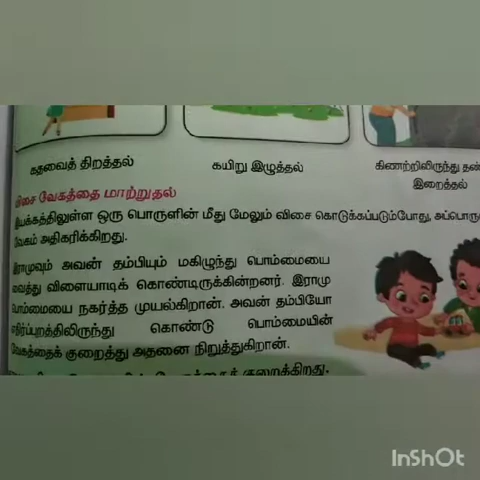 கதவைத் திறத்தல்
கயிறு இழுத்தல்
கிணற்றிலிருந்து
இறைத்தல்
விசை வேகத்தை மாற்றுதல்
இயக்கத்திலுள்ள ஒரு பொருளின் மீது மேலும் விசை கொடுக்கப்படும்போது,
வேகம் அதிகரிக்கிறது.
இராமுவும் அவன் தம்பியும் மகிழுந்து பொம்மையை
வைத்து விளையாடிக் கொண்டிருக்கின்றனர். இராமு
பொம்மையை நகர்த்த முயல்கிறான். அவன் தம்பியோ
எதிர்ப்புறத்திலிருந்து கொண்டு பொம்மையின்
வேகத்தைக் குறைத்து அதனை நிறுத்துகிறான்.
குறைக்கிறது.
InShOt